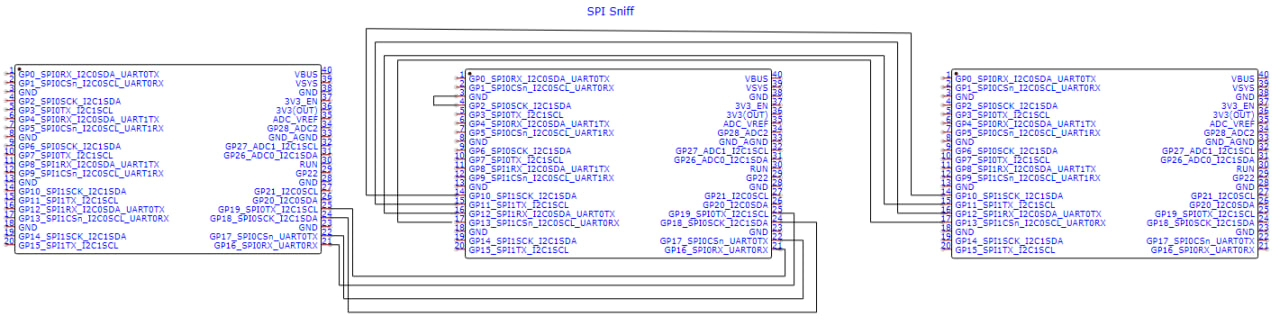 SPI Sniff
1 GP0_SPI0RX_I2C0SDA_UART0TX VBUS 40
2 GP1_SPI0CSn_I2C0SCL_UART0RX VSYS 39
3 GND GND 38
4 GP2_SPI0SCK_I2C1SDA 3V3_EN 37
5 GP3_SPI0TX_I2C1SCL 3V3(OUT) 36
6 GP4_SPI0RX_I2C0SDA_UART1TX ADC_VREF 35
7 GP5_SPI0CSn_I2C0SCL_UART1RX GP28_ADC2 34
8 GND GND_AGND 33
9 GP6_SPI0SCK_I2C1SDA GP27_ADC1_I2C1SCL 32
10 GP7_SPI0TX_I2C1SCL GP26_ADC0_I2C1SDA 31
11 GP8_SPI1RX_I2C0SDA_UART1TX RUN 30
12 GP9_SPI1CSn_I2C0SCL_UART1RX GP22 29
13 GND GND 28
14 GP10_SPI1SCK_I2C1SDA GP21_I2C0SCL 27
15 GP11_SPI1TX_I2C1SCL GP20_I2C0SDA 26
16 GP12_SPI1RX_I2C0SDA_UART0TX GP19_SPI0TX_I2C1SCL 25
17 GP13_SPI1CSn_I2C0SCL_UART0RX GP18_SPI0SCK_I2C1SDA 24
18 GND GND 23
19 GP14_SPI1SCK_I2C1SDA GP17_SPI0CSn_UART0TX 22
20 GP15_SPI1TX_I2C1SCL GP16_SPI0RX_UART0RX 21
1 GP0_SPI0RX_I2C0SDA_UART0TX VBUS 40
2 GP1_SPI0CSn_I2C0SCL_UART0RX VSYS 39
3 GND GND 38
4 GP2_SPI0SCK_I2C1SDA 3V3_EN 37
5 GP3_SPI0TX_I2C1SCL 3V3(OUT) 36
6 GP4_SPI0RX_I2C0SDA_UART1TX ADC_VREF 35
7 GP5_SPI0CSn_I2C0SCL_UART1RX GP28_ADC2 34
8 GND GND_AGND 33
9 GP6_SPI0SCK_I2C1SDA GP27_ADC1_I2C1SCL 32
10 GP7_SPI0TX_I2C1SCL GP26_ADC0_I2C1SDA 31
11 GP8_SPI1RX_I2C0SDA_UART1TX RUN 30
12 GP9_SPI1CSn_I2C0SCL_UART1RX GP22 29
13 GND GND 28
14 GP10_SPI1SCK_I2C1SDA GP21_I2C0SCL 27
15 GP11_SPI1TX_I2C1SCL GP20_I2C0SDA 26
16 GP12_SPI1RX_I2C0SDA_UART0TX GP19_SPI0TX_I2C1SCL 25
17 GP13_SPI1CSn_I2C0SCL_UART0RX GP18_SPI0SCK_I2C1SDA 24
18 GND GND 23
19 GP14_SPI1SCK_I2C1SDA GP17_SPI0CSn_UART0TX 22
20 GP15_SPI1TX_I2C1SCL GP16_SPI0RX_UART0RX 21
1 GP0_SPI0RX_I2C0SDA_UART0TX VBUS 40
2 GP1_SPI0CSn_I2C0SCL_UART0RX VSYS 39
3 GND GND 38
4 GP2_SPI0SCK_I2C1SDA 3V3_EN 37
5 GP3_SPI0TX_I2C1SCL 3V3(OUT) 36
6 GP4_SPI0RX_I2C0SDA_UART1TX ADC_VREF 35
7 GP5_SPI0CSn_I2C0SCL_UART1RX GP28_ADC2 34
8 GND GND_AGND 33
9 GP6_SPI0SCK_I2C1SDA GP27_ADC1_I2C1SCL 32
10 GP7_SPI0TX_I2C1SCL GP26_ADC0_I2C1SDA 31
11 GP8_SPI1RX_I2C0SDA_UART1TX RUN 30
12 GP9_SPI1CSn_I2C0SCL_UART1RX GP22 29
13 GND GND 28
14 GP10_SPI1SCK_I2C1SDA GP21_I2C0SCL 27
15 GP11_SPI1TX_I2C1SCL GP20_I2C0SDA 26
16 GP12_SPI1RX_I2C0SDA_UART0TX GP19_SPI0TX_I2C1SCL 25
17 GP13_SPI1CSn_I2C0SCL_UART0RX GP18_SPI0SCK_I2C1SDA 24
18 GND GND 23
19 GP14_SPI1SCK_I2C1SDA GP17_SPI0CSn_UART0TX 22
20 GP15_SPI1TX_I2C1SCL GP16_SPI0RX_UART0RX 21